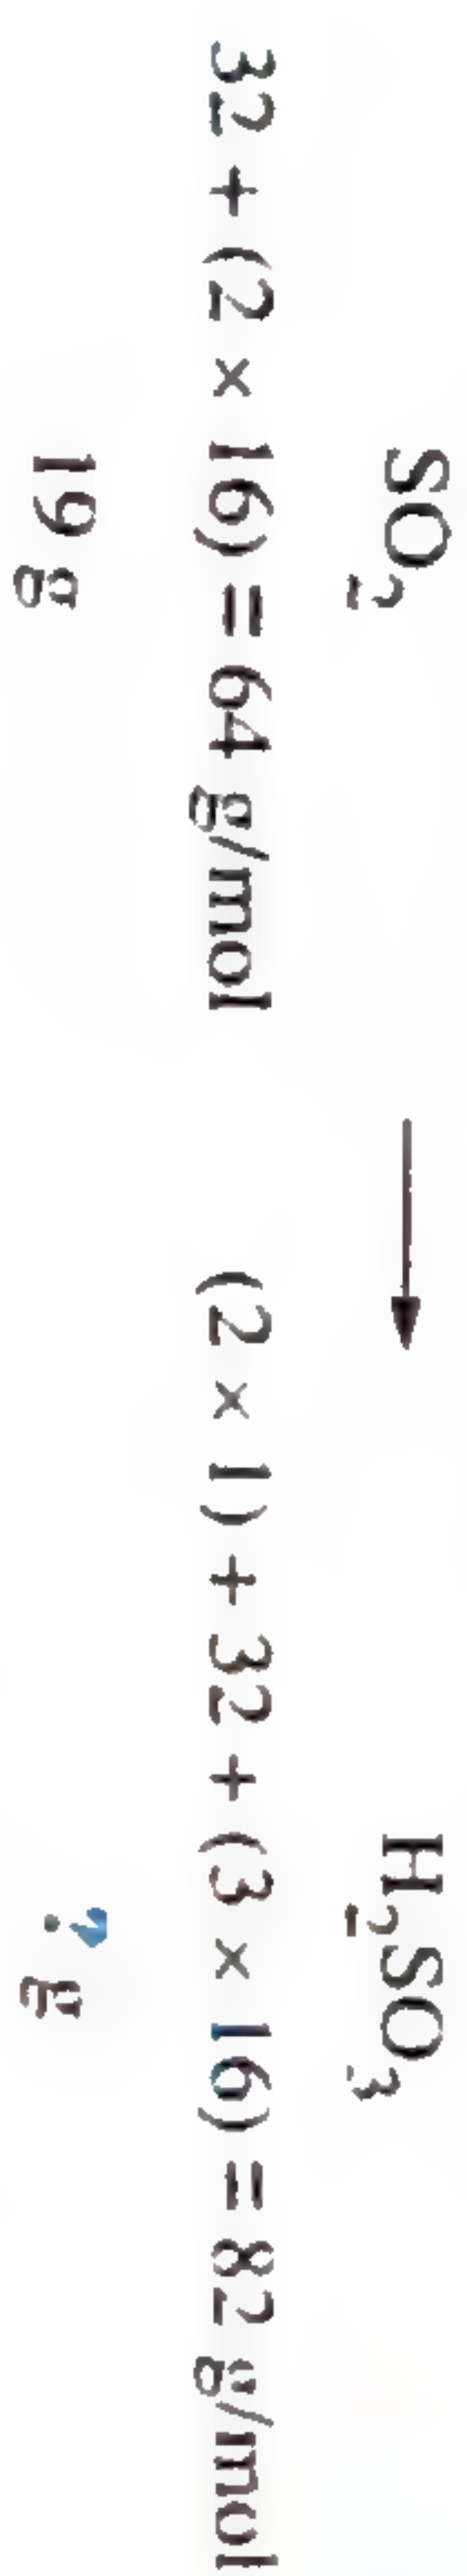 SO₂ → H₂SO₃
32 + (2 × 16) = 64 g/mol (2 × 1) + 32 + (3 × 16) = 82 g/mol
19 g ? g